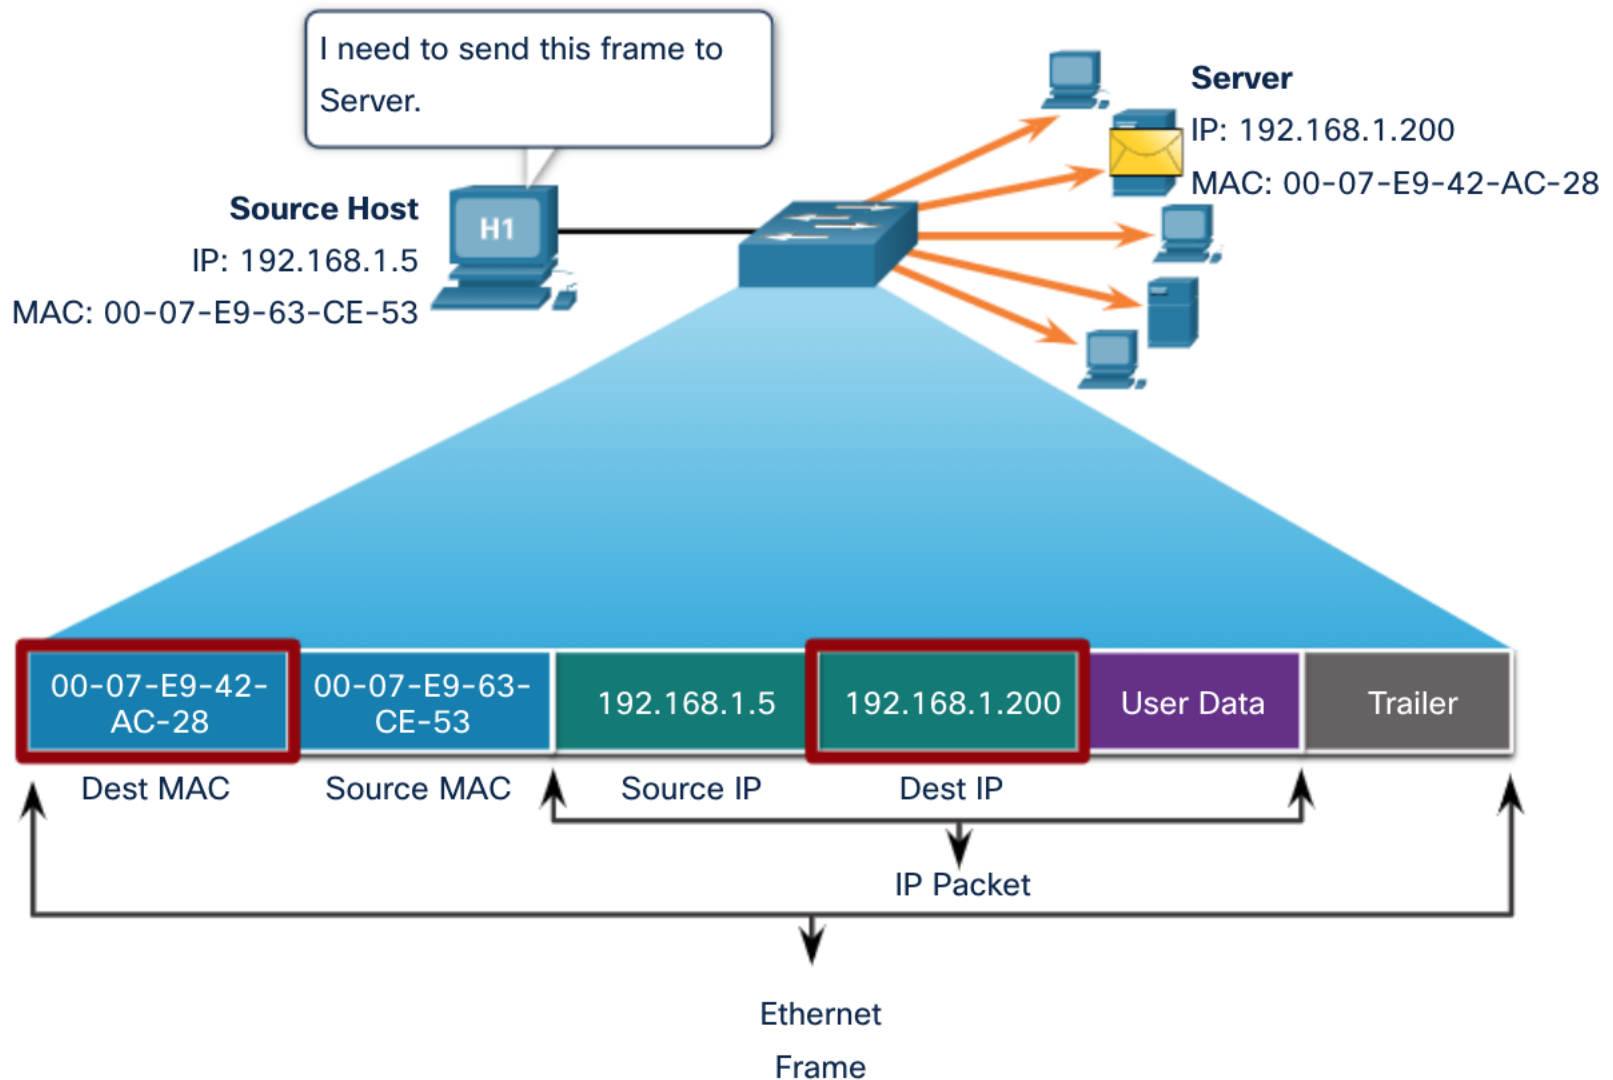 I need to send this frame to
Server.
Server
IP: 192.168.1.200
MAC: 00-07-E9-42-AC-28
Source Host
IP: 192.168.1.5
MAC: 00-07-E9-63-CE-53
H1
00-07-E9-42-
AC-28
00-07-E9-63-
CE-53
192.168.1.5
192.168.1.200
User Data
Trailer
Dest MAC
Source MAC
Source IP
Dest IP
IP Packet
Ethernet
Frame